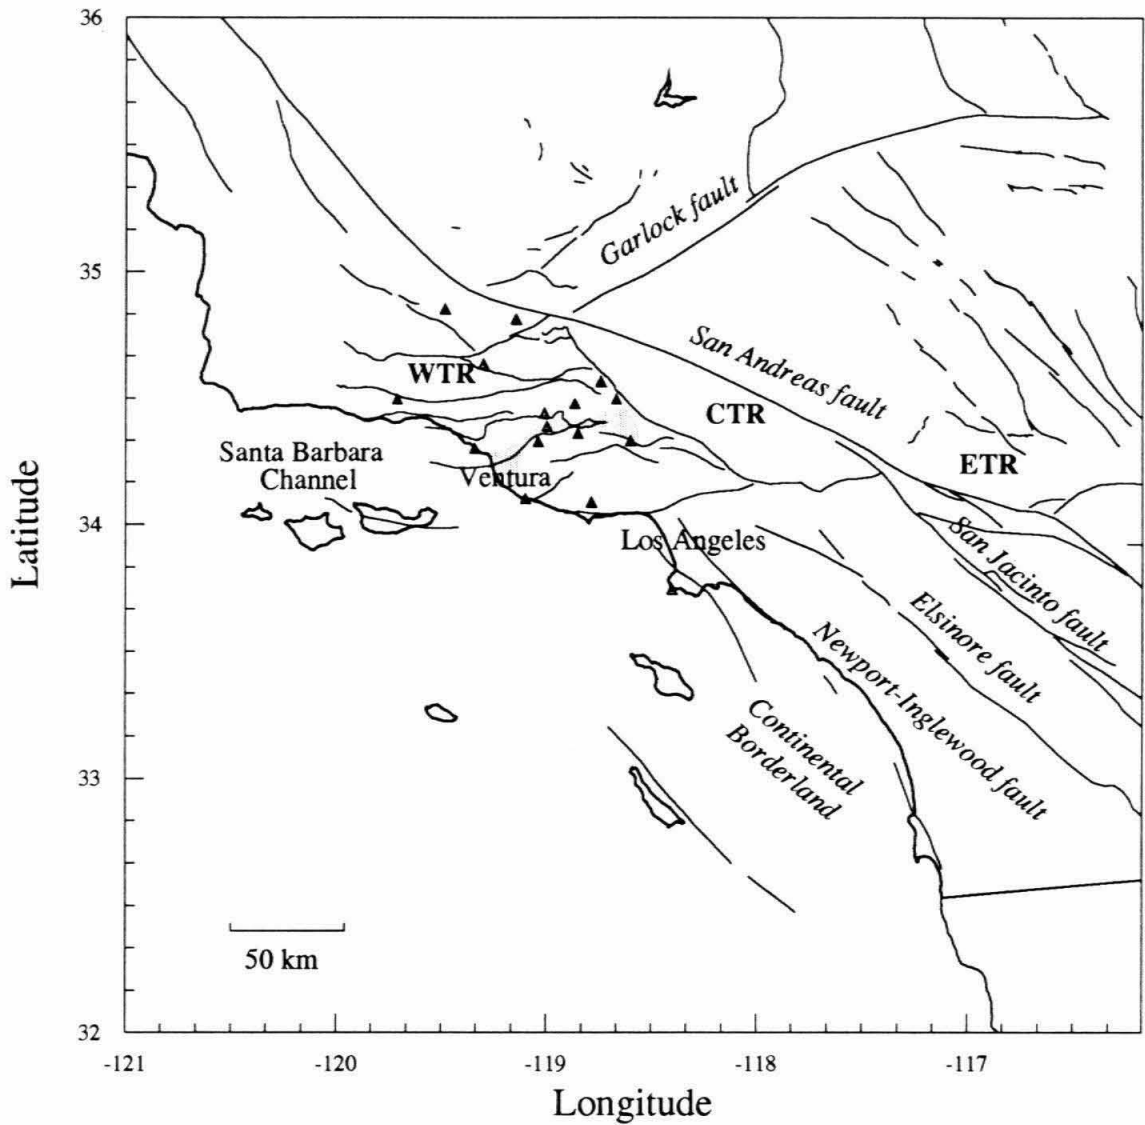 36
35
34
33
32
Latitude
-121
-120
-119
-118
-117
Longitude
Garlock fault
San Andreas fault
WTR
CTR
ETR
Santa Barbara
Channel
Ventura
Los Angeles
San Jacinto fault
Elsinore fault
Newport-Inglewood fault
Continental
Borderland
50 km